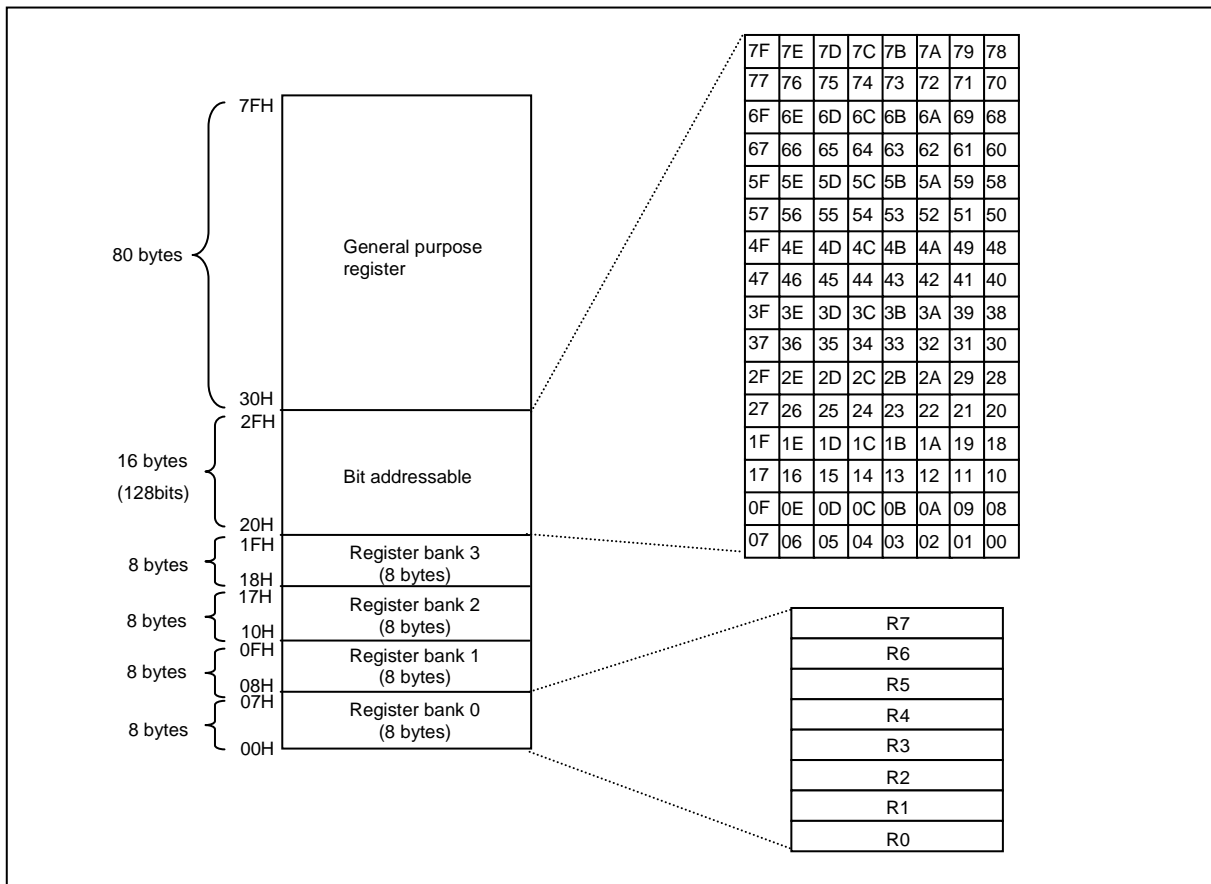 7FH
80 bytes
General purpose
register
30H
2FH
16 bytes
(128bits)
Bit addressable
20H
1FH
8 bytes
Register bank 3
(8 bytes)
18H
17H
8 bytes
Register bank 2
(8 bytes)
10H
0FH
8 bytes
Register bank 1
(8 bytes)
08H
07H
8 bytes
Register bank 0
(8 bytes)
00H
7F 7E 7D 7C 7B 7A 79 78
77 76 75 74 73 72 71 70
6F 6E 6D 6C 6B 6A 69 68
67 66 65 64 63 62 61 60
5F 5E 5D 5C 5B 5A 59 58
57 56 55 54 53 52 51 50
4F 4E 4D 4C 4B 4A 49 48
47 46 45 44 43 42 41 40
3F 3E 3D 3C 3B 3A 39 38
37 36 35 34 33 32 31 30
2F 2E 2D 2C 2B 2A 29 28
27 26 25 24 23 22 21 20
1F 1E 1D 1C 1B 1A 19 18
17 16 15 14 13 12 11 10
0F 0E 0D 0C 0B 0A 09 08
07 06 05 04 03 02 01 00
R7
R6
R5
R4
R3
R2
R1
R0